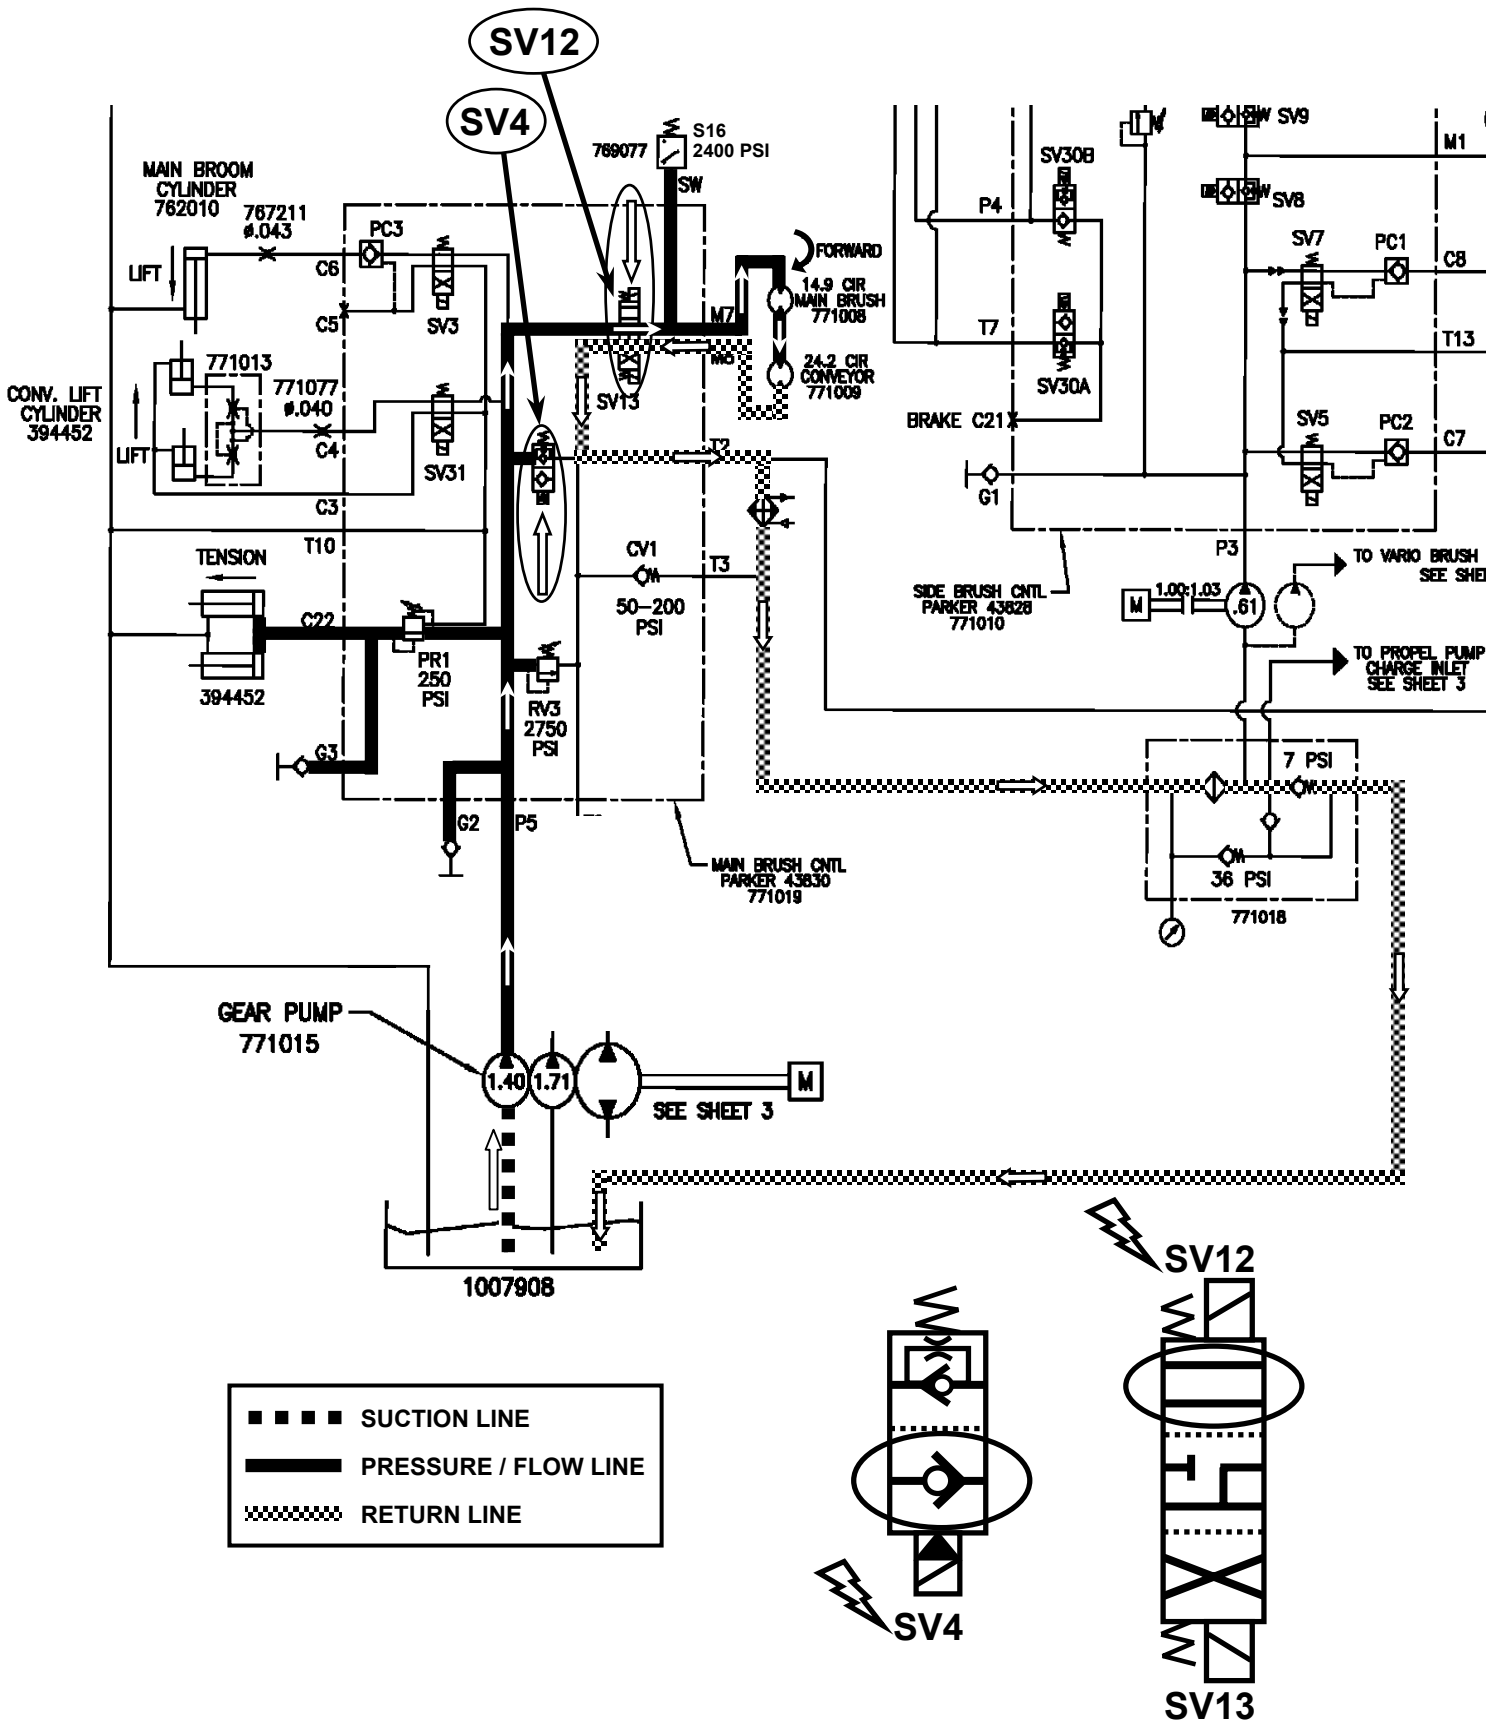 SV12
SV4
S16
2400 PSI
769077
SW
MAIN BROOM
CYLINDER
762010
767211
ø.043
PC3
LIFT
C6
C5
SV3
M7
FORWARD
14.9 CIR
MAIN BRUSH
771008
24.2 CIR
CONVEYOR
771009
SV13
CONV. LIFT
CYLINDER
394452
771013
771077
ø.040
LIFT
C4
SV31
C3
T10
T2
TENSION
CV1
T3
50-200
PSI
C22
PR1
250
PSI
394452
RV3
2750
PSI
G3
G2
P5
MAIN BRUSH CNTL
PARKER 43830
771019
SV9
M1
SV30B
SV8
P4
SV7
PC1
C8
T7
T13
SV30A
BRAKE C21
SV5
PC2
C7
G1
P3
TO VARIO BRUSH
1.00:1.03
M
.61
SIDE BRUSH CNTL
PARKER 43828
771010
TO PROPEL PUMP
CHARGE INLET
SEE SHEET 3
7 PSI
36 PSI
771018
GEAR PUMP
771015
1.40
1.71
M
SEE SHEET 3
1007908
SV12
SUCTION LINE
PRESSURE / FLOW LINE
RETURN LINE
SV4
SV13